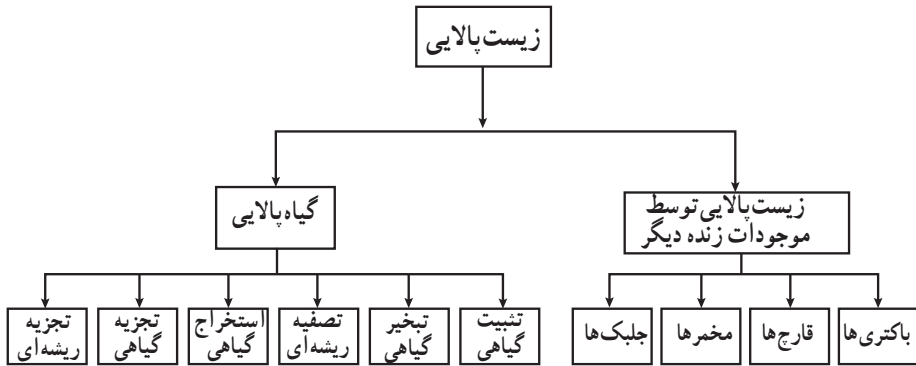 زیست‌پالایی
زیست‌پالایی توسط
موجودات زنده دیگر
گیاه‌پالایی
باکتری‌ها
قارچ‌ها
مخمرها
جلبک‌ها
تثبیت
گیاهی
تبخیر
گیاهی
تصفیه
ریشه‌ای
استخراج
گیاهی
تجزیه
گیاهی
تجزیه
ریشه‌ای